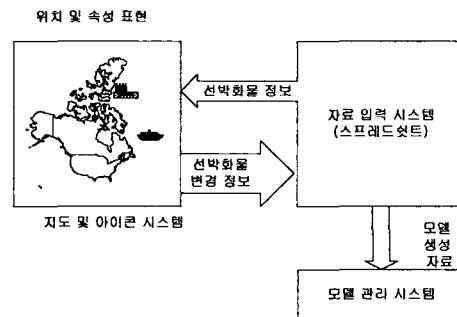 위치 및 속성 표현
선박화물 정보
자료 입력 시스템
(스프레드쉿트)
선박화물
변경 정보
지도 및 아이콘 시스템
모델
생성
자료
모델 관리 시스템